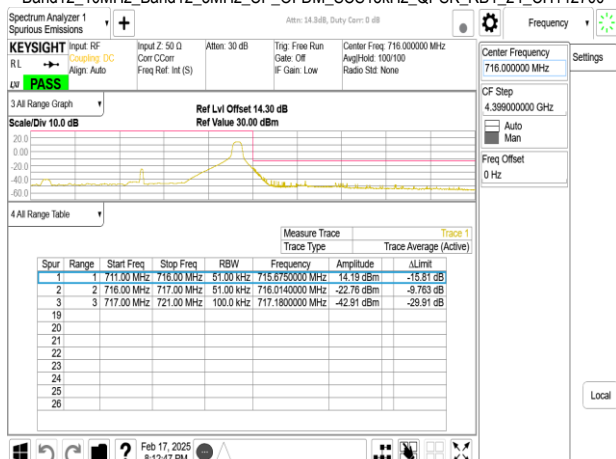 Spectrum Analyzer 1
Spurious Emissions
Attn: 14.3dB, Duty Corr: 0 dB
Frequency
KEYSIGHT Input: RF
RL
Coupling: DC
Align: Auto
Input Z: 50 Ω
Corr CCorr
Freq Ref: Int (S)
Atten: 30 dB
Trig: Free Run
Gate: Off
IF Gain: Low
Center Freq: 716.000000 MHz
Avg|Hold: 100/100
Radio Std: None
PASS
Center Frequency
716.000000 MHz
Settings
CF Step
4.399000000 GHz
Auto
Man
Freq Offset
0 Hz
3 All Range Graph
Scale/Div 10.0 dB
Ref Lvl Offset 14.30 dB
Ref Value 30.00 dBm
20.0
0.00
-20.0
-40.0
-60.0
4 All Range Table
Measure Trace Trace 1
Trace Type Trace Average (Active)
Spur Range Start Freq Stop Freq RBW Frequency Amplitude ΔLimit
1 1 711.00 MHz 716.00 MHz 51.00 kHz 715.6750000 MHz 14.19 dBm -15.81 dB
2 2 716.00 MHz 717.00 MHz 51.00 kHz 716.0140000 MHz -22.76 dBm -9.763 dB
3 3 717.00 MHz 721.00 MHz 100.0 kHz 717.1800000 MHz -42.91 dBm -29.91 dB
19
20
21
22
23
24
25
26
Local
Feb 17, 2025
8:12:47 PM